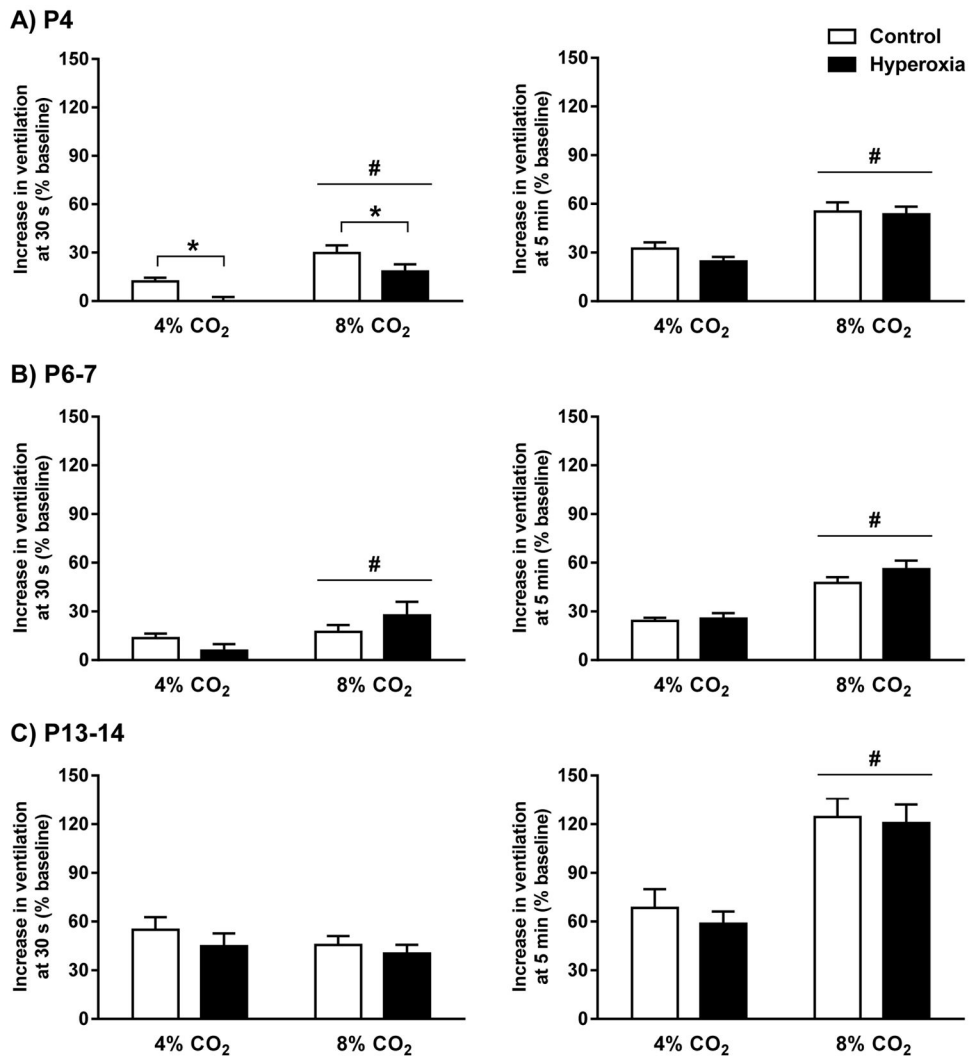 A) P4
Control
Hyperoxia
Increase in ventilation
at 30 s (% baseline)
150
120
90
60
30
0
*
#
*
4% CO₂
8% CO₂
Increase in ventilation
at 5 min (% baseline)
150
120
90
60
30
0
#
4% CO₂
8% CO₂
B) P6-7
Increase in ventilation
at 30 s (% baseline)
150
120
90
60
30
0
#
4% CO₂
8% CO₂
Increase in ventilation
at 5 min (% baseline)
150
120
90
60
30
0
#
4% CO₂
8% CO₂
C) P13-14
Increase in ventilation
at 30 s (% baseline)
150
120
90
60
30
0
4% CO₂
8% CO₂
Increase in ventilation
at 5 min (% baseline)
150
120
90
60
30
0
#
4% CO₂
8% CO₂